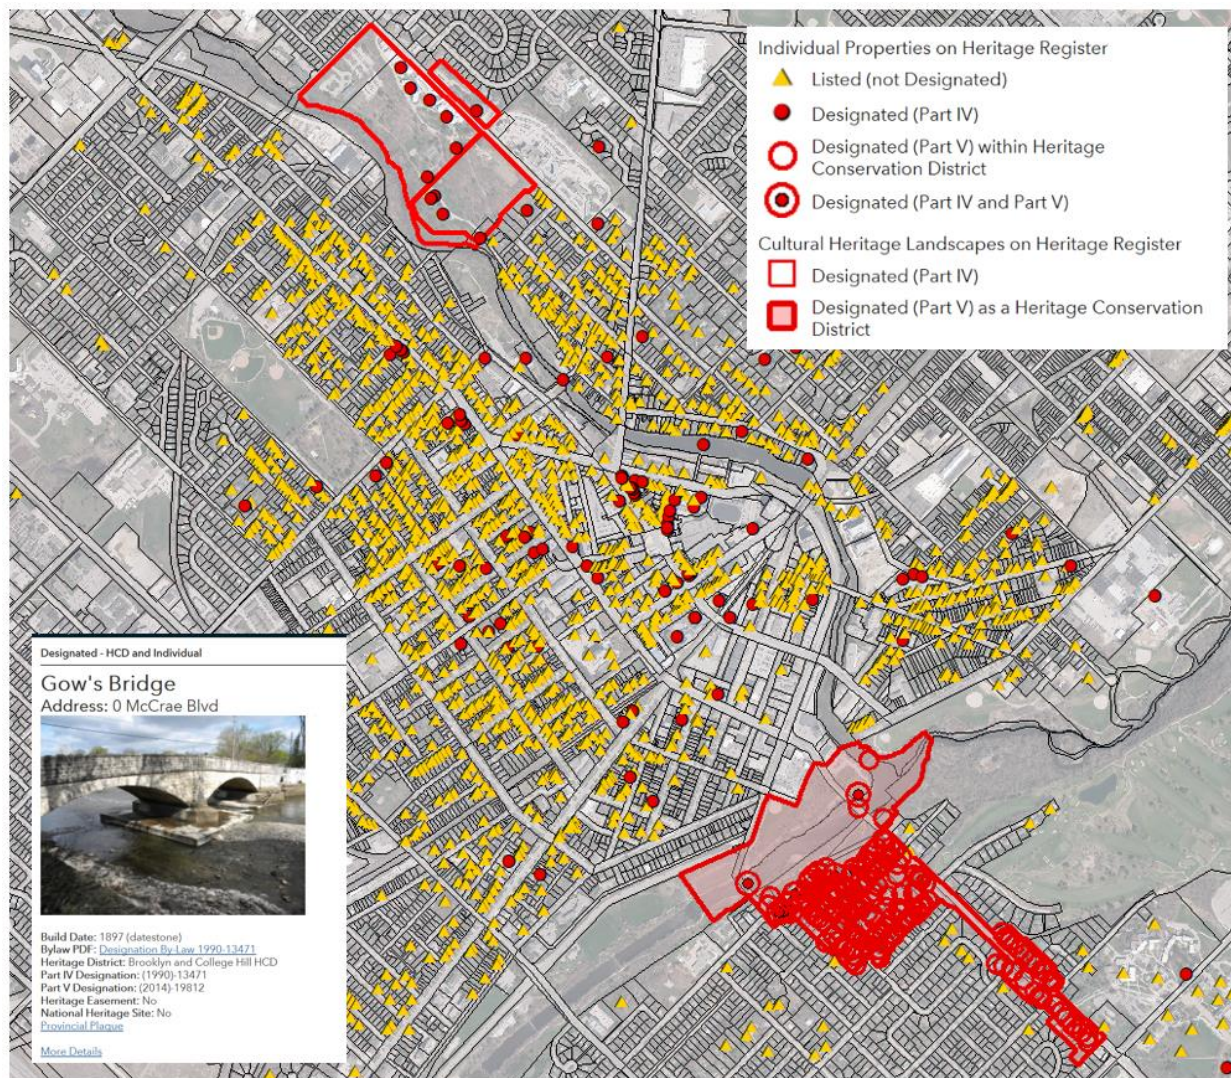 Individual Properties on Heritage Register
Listed (not Designated)
Designated (Part IV)
Designated (Part V) within Heritage
Conservation District
Designated (Part IV and Part V)
Cultural Heritage Landscapes on Heritage Register
Designated (Part IV)
Designated (Part V) as a Heritage Conservation
District
Designated - HCD and Individual
Gow's Bridge
Address: 0 McCrae Blvd
Build Date: 1897 (datestone)
Bylaw PDF: Designation By-Law 1990-13471
Heritage District: Brooklyn and College Hill HCD
Part IV Designation: (1990)-13471
Part V Designation: (2014)-19812
Heritage Easement: No
National Heritage Site: No
Provincial Plaque
More Details